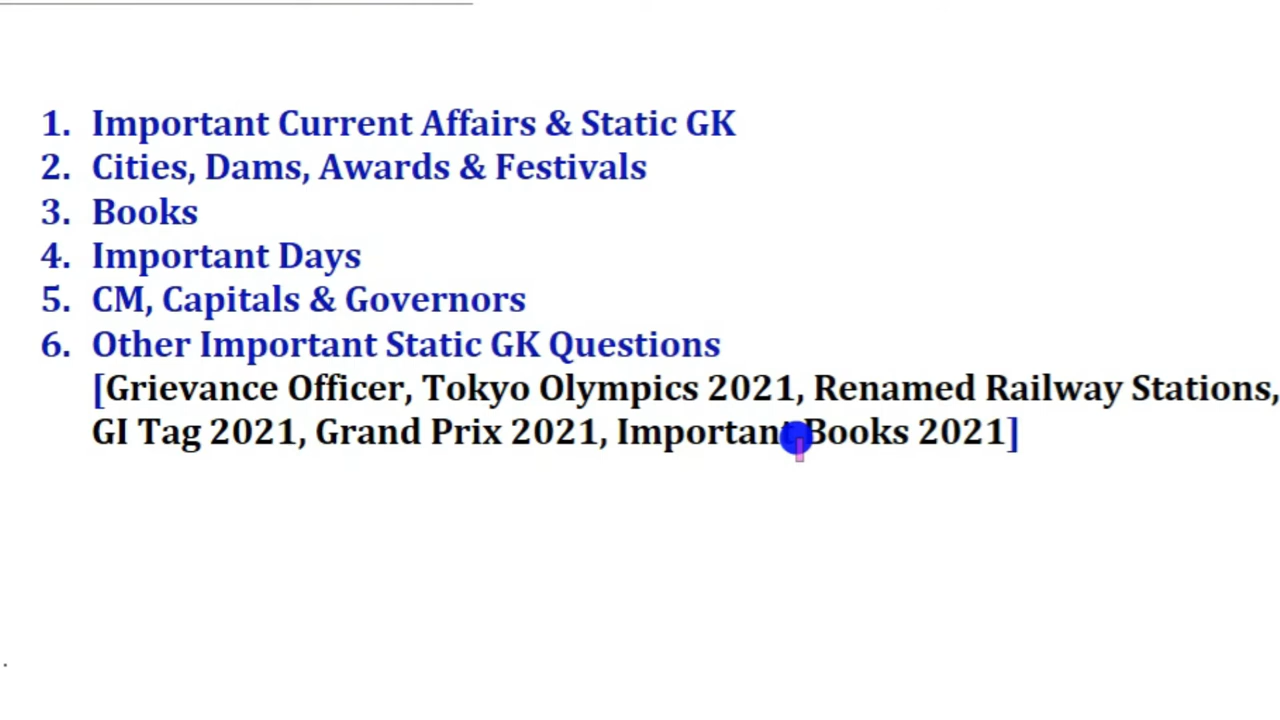 1. Important Current Affairs & Static GK
2. Cities, Dams, Awards & Festivals
3. Books
4. Important Days
5. CM, Capitals & Governors
6. Other Important Static GK Questions
[Grievance Officer, Tokyo Olympics 2021, Renamed Railway Stations,
GI Tag 2021, Grand Prix 2021, Important Books 2021]